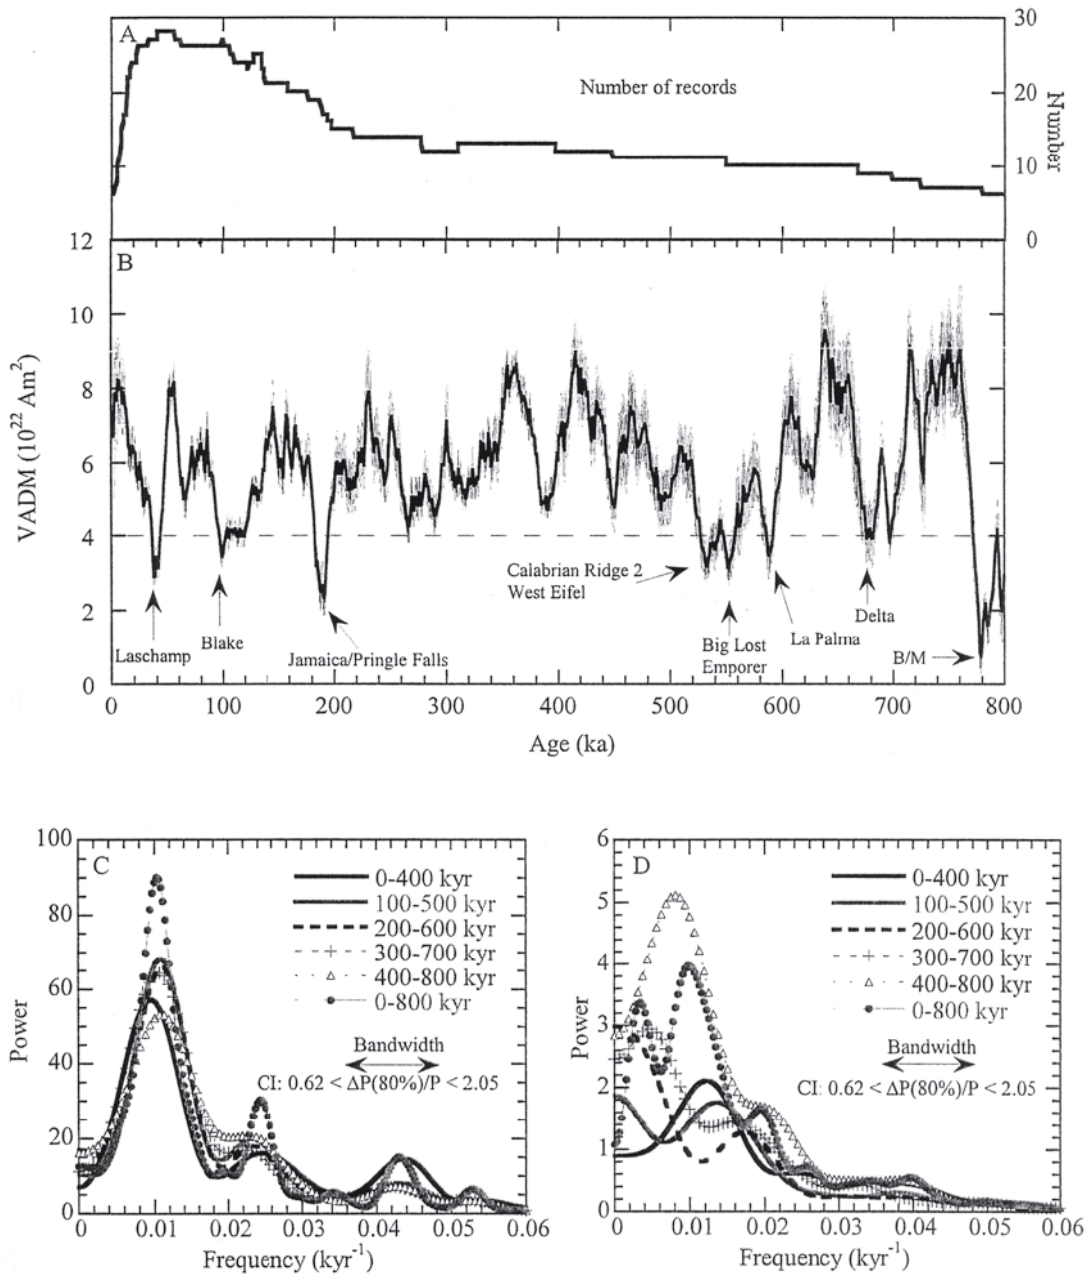 A
Number of records
30
20
10
0
Number
B
12
10
8
6
4
2
0
VADM (10²² Am²)
Laschamp
Blake
Jamaica/Pringle Falls
Calabrian Ridge 2
West Eifel
Big Lost
Emporer
La Palma
Delta
B/M
0 100 200 300 400 500 600 700 800
Age (ka)
C
100
80
60
40
20
0
Power
0-400 kyr
100-500 kyr
200-600 kyr
300-700 kyr
400-800 kyr
0-800 kyr
Bandwidth
CI: 0.62 < ΔP(80%)/P < 2.05
0 0.01 0.02 0.03 0.04 0.05 0.06
Frequency (kyr⁻¹)
D
6
5
4
3
2
1
0
Power
0-400 kyr
100-500 kyr
200-600 kyr
300-700 kyr
400-800 kyr
0-800 kyr
Bandwidth
CI: 0.62 < ΔP(80%)/P < 2.05
0 0.01 0.02 0.03 0.04 0.05 0.06
Frequency (kyr⁻¹)